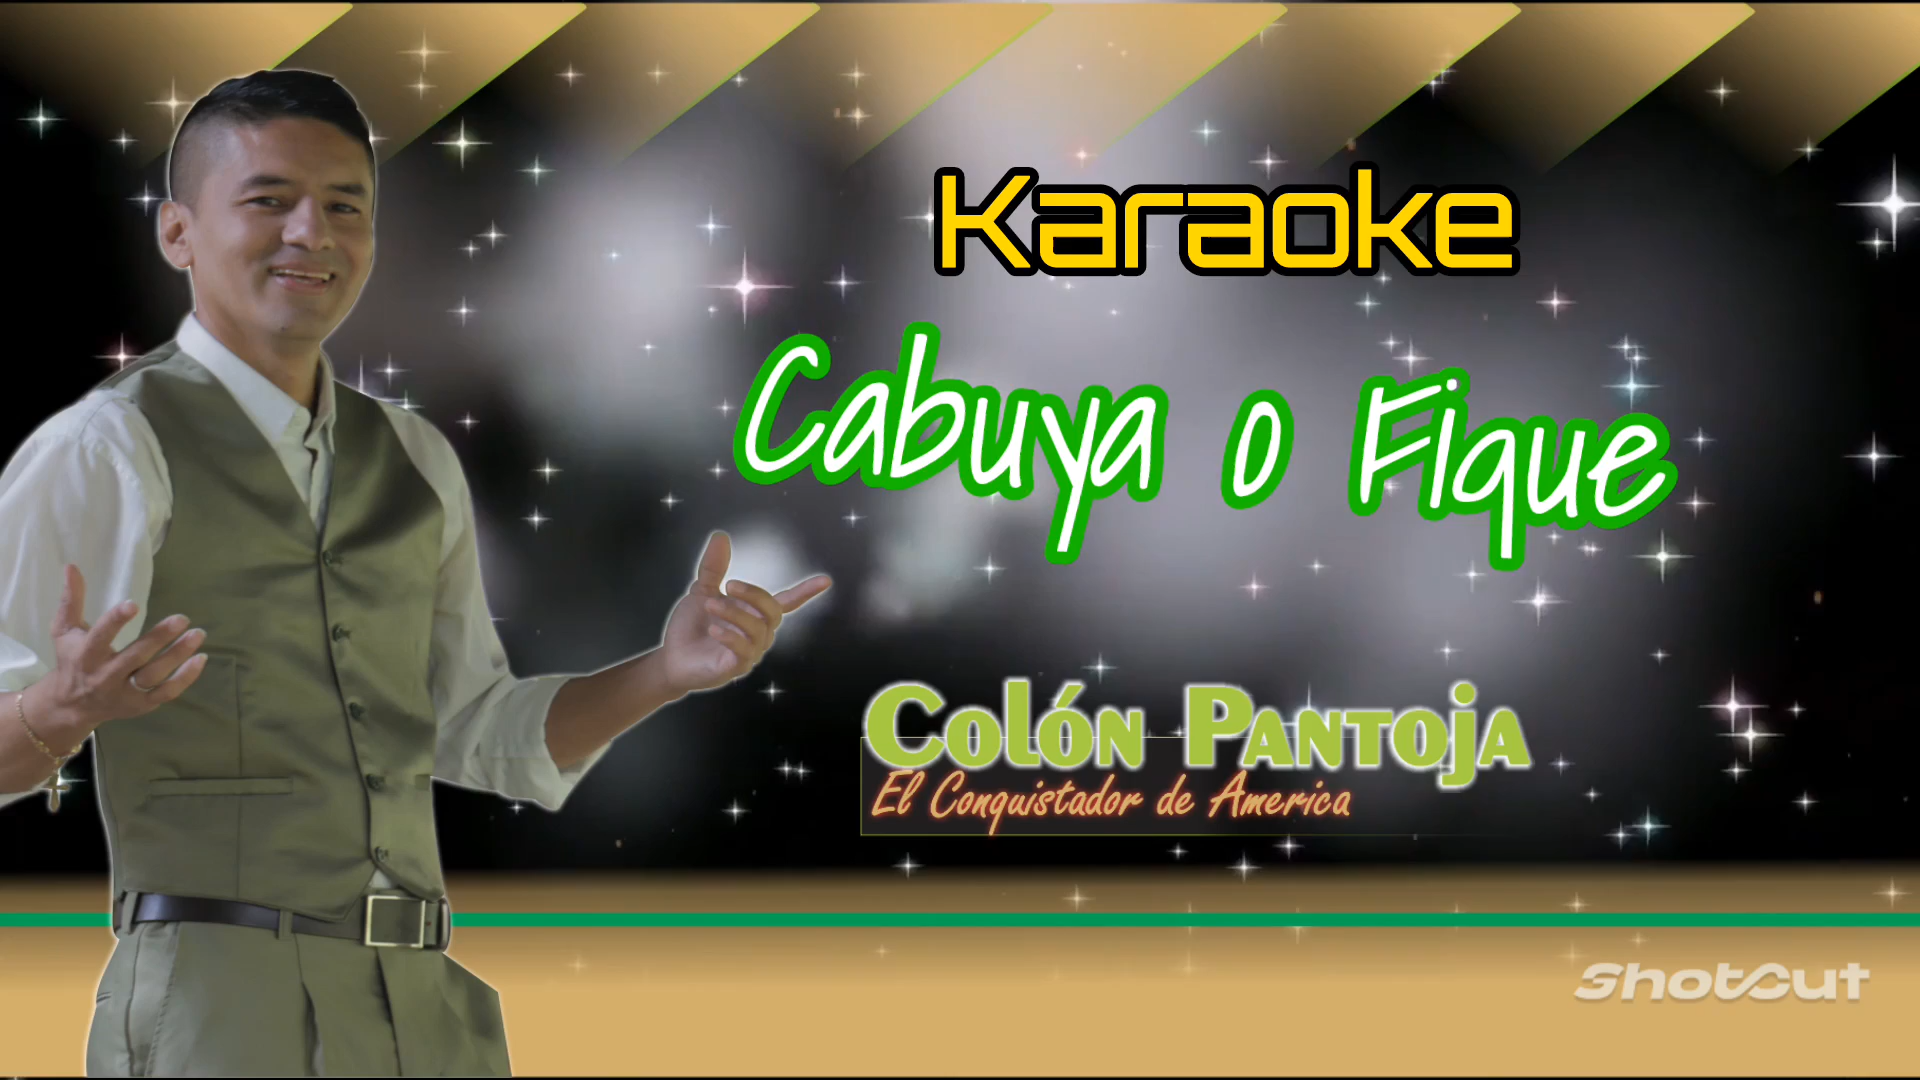 Karaoke
Cabuya o Fique
Colón Pantoja
El Conquistador de America
ShotCut